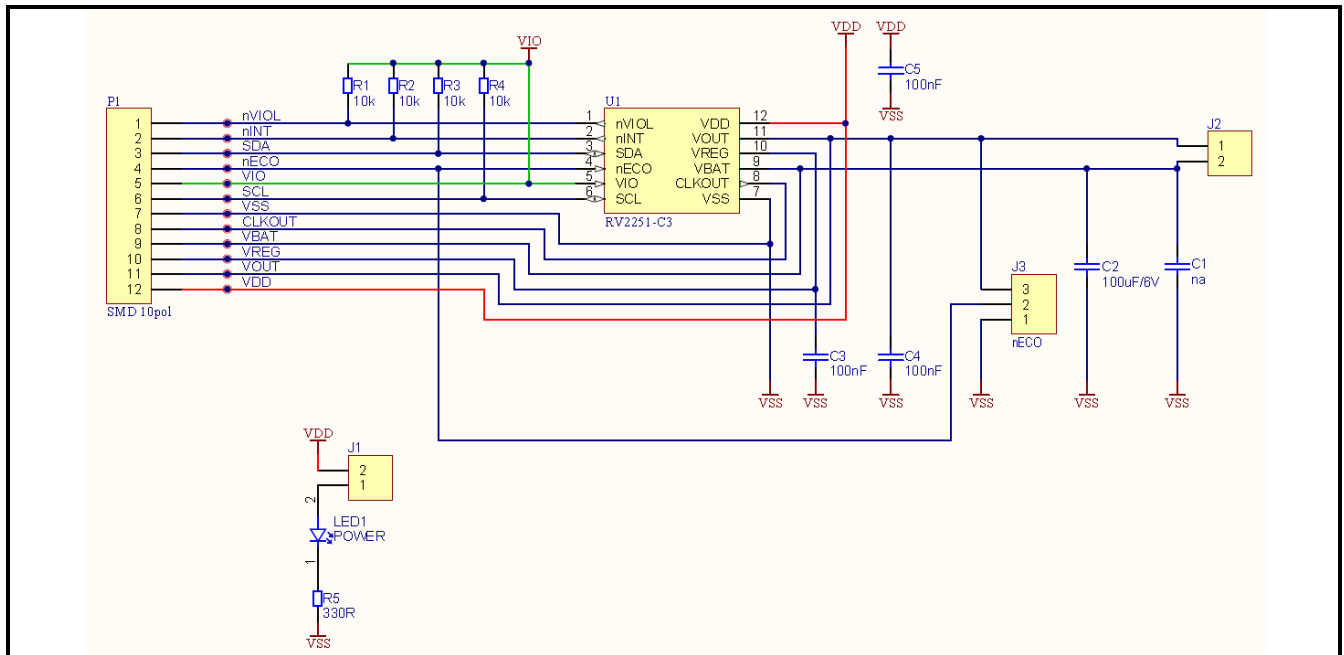 VDD VDD
VIO
C5
100nF
VSS
R1 R2 R3 R4
10k 10k 10k 10k
P1
U1
J2
1 nVIOL 1 nVIOL VDD 12
2 nINT 2 nINT VOUT 11
3 SDA 3 SDA VREG 10
4 nECO 4 nECO VBAT 9
5 VIO 5 VIO CLKOUT 8
6 SCL 6 SCL VSS 7
1
2
RV2251-C3
7 VSS
8 CLKOUT
9 VBAT
10 VREG
11 VOUT
12 VDD
SMD 10pol
J3
3
2
1
nECO
C2
100uF/6V
C1
na
C3
100nF
C4
100nF
VSS VSS VSS VSS VSS VSS
VDD
J1
2
1
2
LED1
POWER
1
R5
330R
VSS